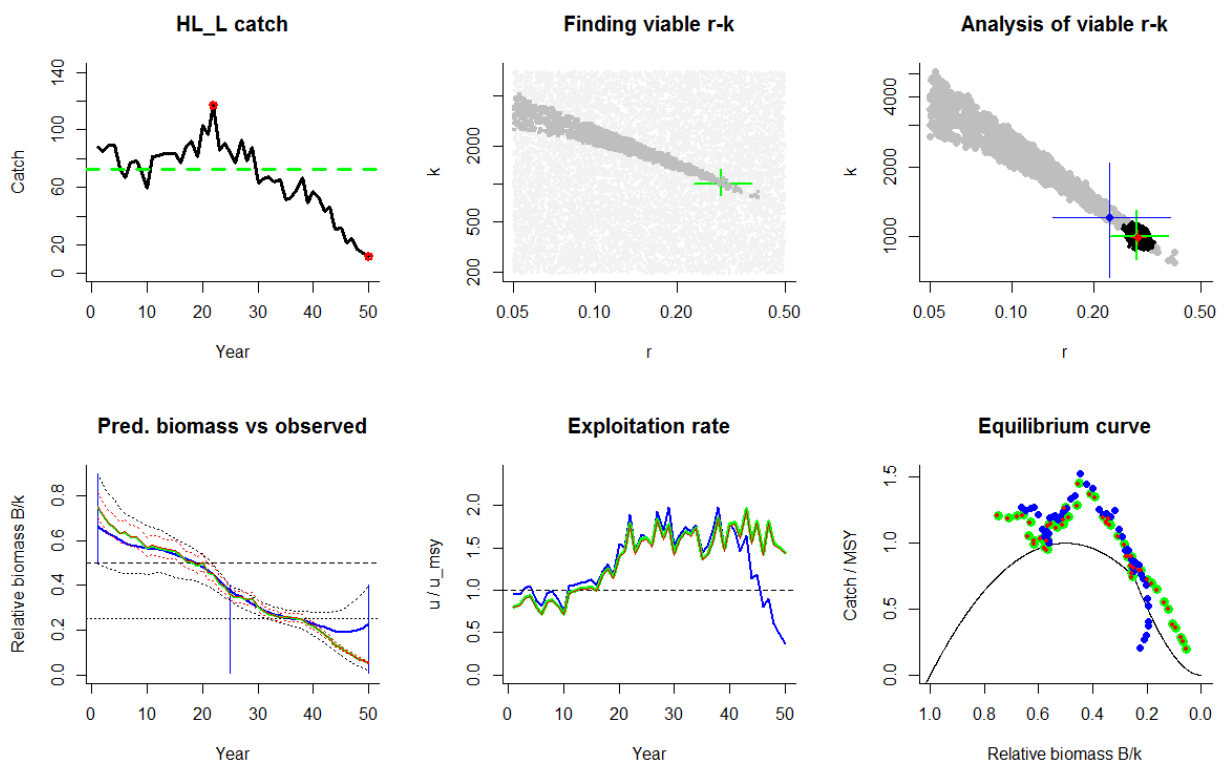 HL_L catch
Catch
0 20 60 100 140
0 10 20 30 40 50
Year
Finding viable r-k
k
200 500 2000
0.05 0.10 0.20 0.50
r
Analysis of viable r-k
k
1000 2000 4000
0.05 0.10 0.20 0.50
r
Pred. biomass vs observed
Relative biomass B/k
0.0 0.2 0.4 0.6 0.8
0 10 20 30 40 50
Year
Exploitation rate
u / u_msy
0.0 0.5 1.0 1.5 2.0
0 10 20 30 40 50
Year
Equilibrium curve
Catch / MSY
0.0 0.5 1.0 1.5
1.0 0.8 0.6 0.4 0.2 0.0
Relative biomass B/k